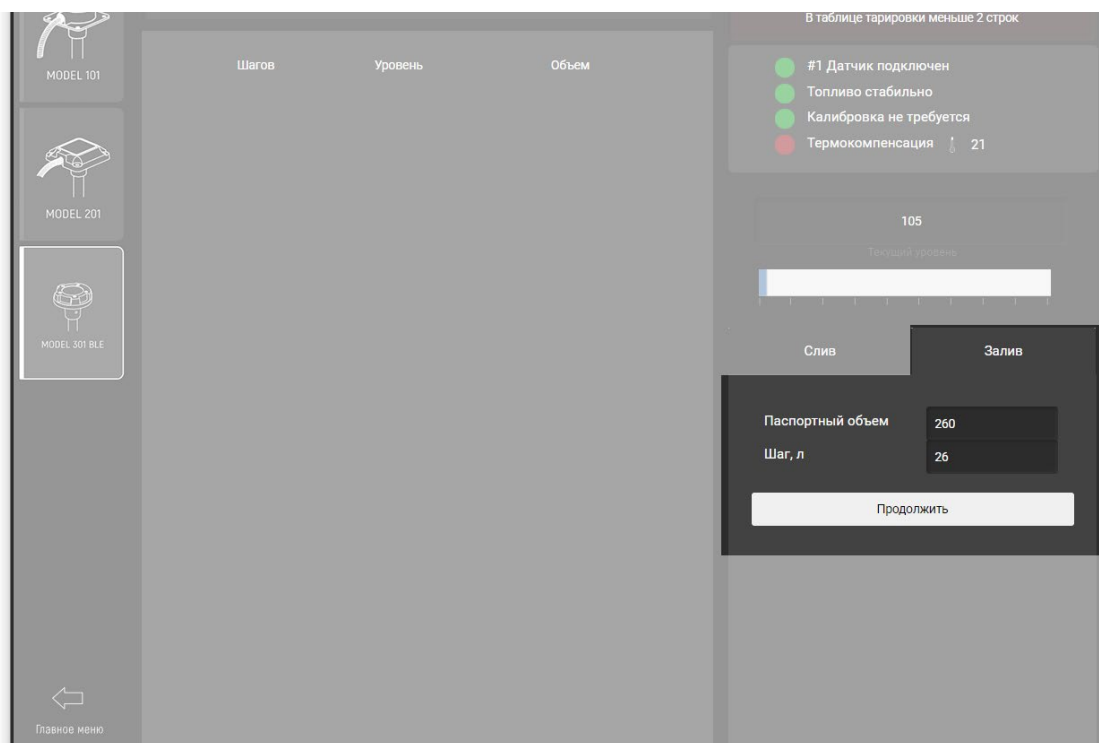 В таблице тарировки меньше 2 строк
MODEL 101
Шагов Уровень Объем
#1 Датчик подключен
Топливо стабильно
Калибровка не требуется
Термокомпенсация 21
MODEL 201
105
Текущий уровень
MODEL 301 BLE
Слив Залив
Паспортный объем 260
Шаг, л 26
Продолжить
Главное меню